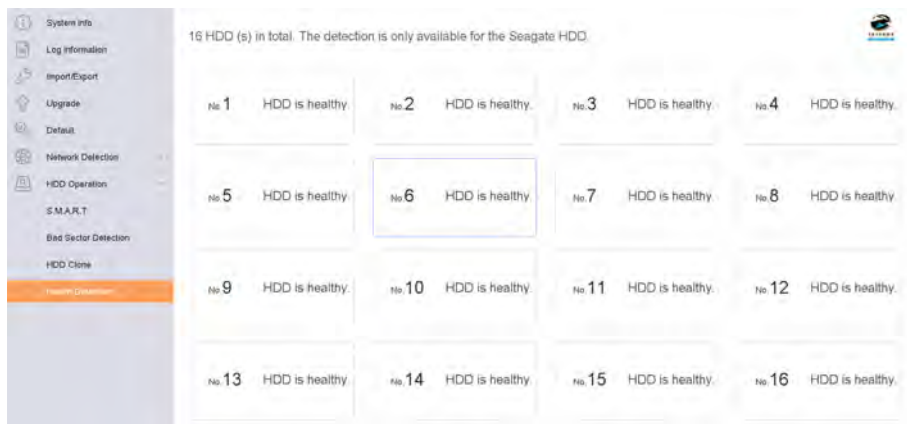 System Info
Log Information
Import/Export
Upgrade
Default
Network Detection
HDD Operation
S.M.A.R.T
Bad Sector Detection
HDD Clone
Health Detection
16 HDD (s) in total. The detection is only available for the Seagate HDD.
No.1 HDD is healthy.
No.2 HDD is healthy.
No.3 HDD is healthy.
No.4 HDD is healthy.
No.5 HDD is healthy.
No.6 HDD is healthy.
No.7 HDD is healthy.
No.8 HDD is healthy.
No.9 HDD is healthy.
No.10 HDD is healthy.
No.11 HDD is healthy.
No.12 HDD is healthy.
No.13 HDD is healthy.
No.14 HDD is healthy.
No.15 HDD is healthy.
No.16 HDD is healthy.